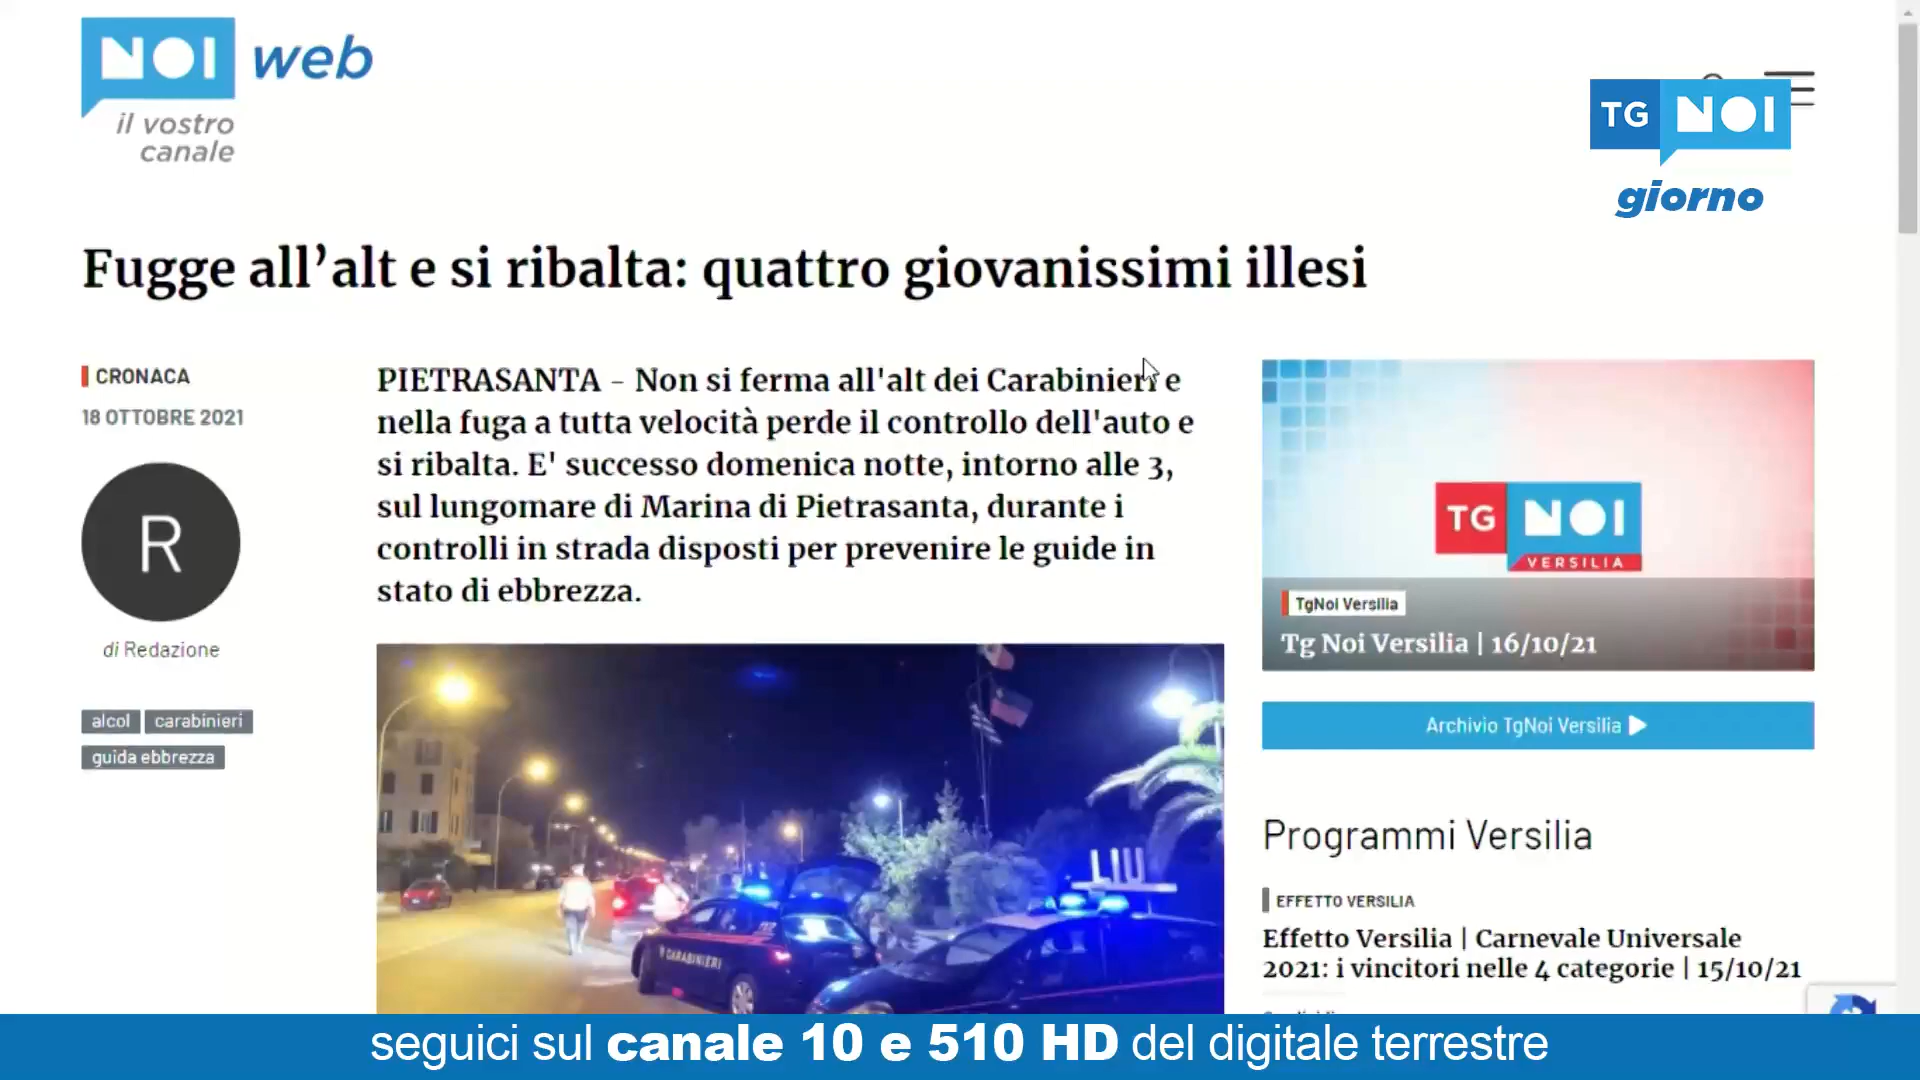 NOI web
il vostro
canale
TG NOI
giorno
Fugge all’alt e si ribalta: quattro giovanissimi illesi
CRONACA
18 OTTOBRE 2021
R
di Redazione
alcol carabinieri
guida ebbrezza
PIETRASANTA – Non si ferma all'alt dei Carabinieri e
nella fuga a tutta velocità perde il controllo dell'auto e
si ribalta. E' successo domenica notte, intorno alle 3,
sul lungomare di Marina di Pietrasanta, durante i
controlli in strada disposti per prevenire le guide in
stato di ebbrezza.
CARABINIERI
LIU
TG NOI
VERSILIA
TgNoi Versilia
Tg Noi Versilia | 16/10/21
Archivio TgNoi Versilia
Programmi Versilia
EFFETTO VERSILIA
Effetto Versilia | Carnevale Universale
2021: i vincitori nelle 4 categorie | 15/10/21
seguici sul canale 10 e 510 HD del digitale terrestre